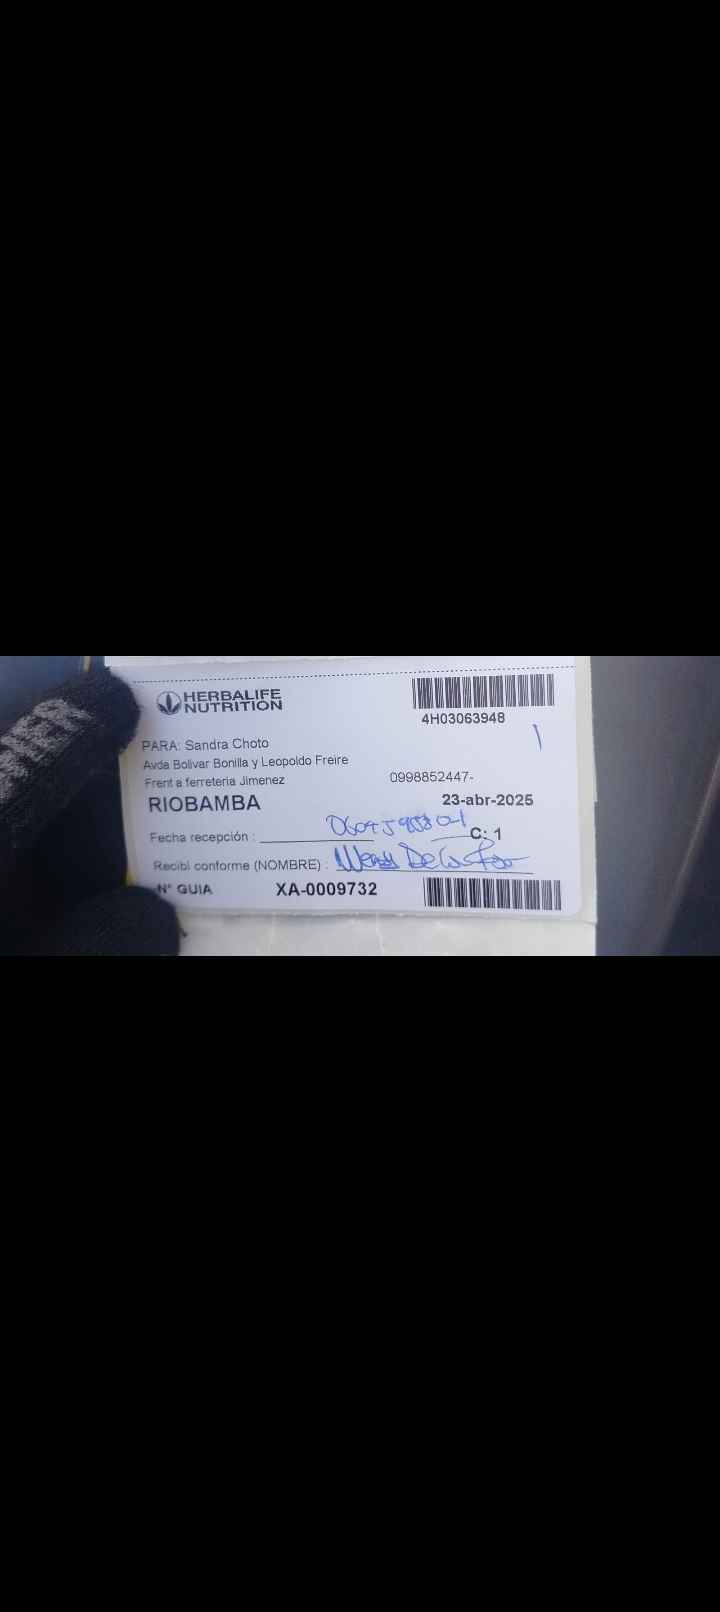 HERBALIFE
NUTRITION
4H03063948
PARA: Sandra Choto
Avda Bolivar Bonilla y Leopoldo Freire
Frent a ferreteria Jimenez 0998852447-
RIOBAMBA 23-abr-2025
Fecha recepción :
C: 1
Recibí conforme (NOMBRE) :
N° GUIA XA-0009732